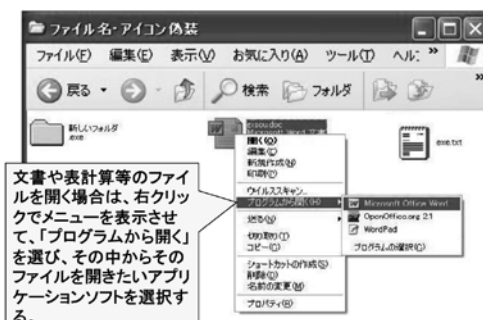 ファイル名・アイコン偽装
ファイル(F) 編集(E) 表示(V) お気に入り(A) ツール(T) ヘル: »
戻る 検索 フォルダ »
新しいフォルダ
.exe
gisou.doc
Microsoft Word 文書
exe.txt
開く(O)
編集(E)
新規作成(N)
印刷(P)
ウイルススキャン...
プログラムから開く(H)
送る(N)
切り取り(T)
コピー(C)
ショートカットの作成(S)
削除(D)
名前の変更(M)
プロパティ(R)
Microsoft Office Word
OpenOffice.org 2.1
WordPad
プログラムの選択(C)
文書や表計算等のファイ
ルを開く場合は、右クリッ
クでメニューを表示させ
て、「プログラムから開く」
を選び、その中からその
ファイルを開きたいアプリ
ケーションソフトを選択す
る。